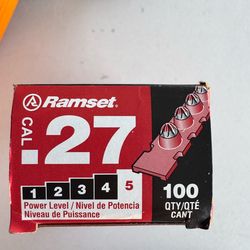 Ramset
CAL
.27
1 2 3 4 5
Power Level / Nivel de Potencia
Niveau de Puissance
100
QTY/QTÉ
CANT